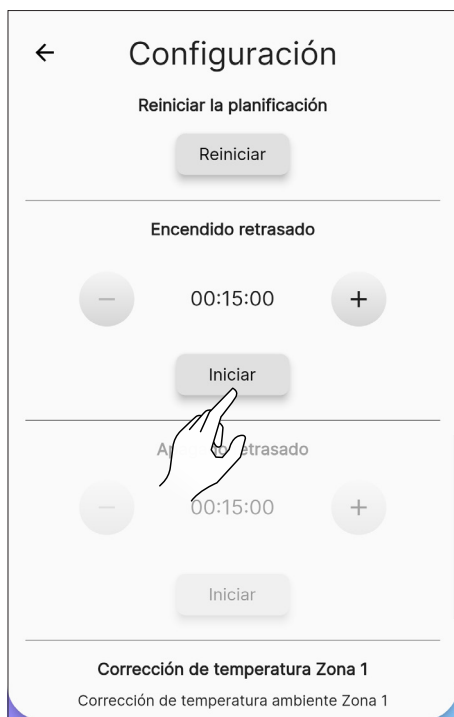 Configuración
Reiniciar la planificación
Reiniciar
Encendido retrasado
− 00:15:00 +
Iniciar
retrasado
− 00:15:00 +
Iniciar
Corrección de temperatura Zona 1
Corrección de temperatura ambiente Zona 1